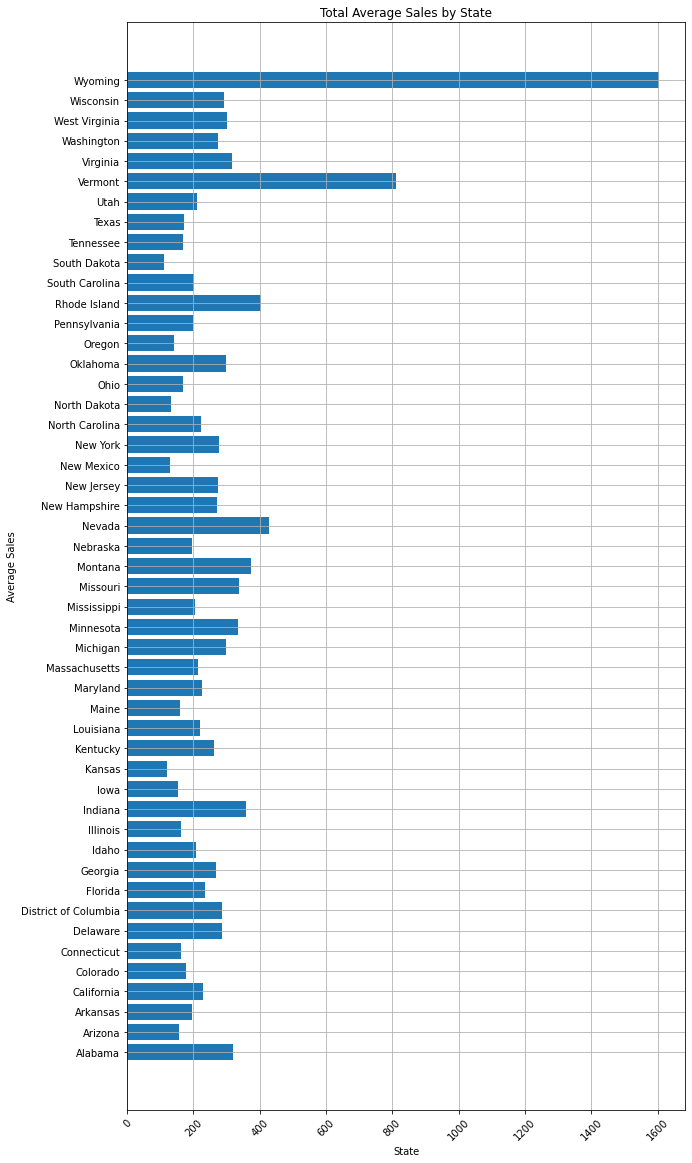 Total Average Sales by State
Wyoming
Wisconsin
West Virginia
Washington
Virginia
Vermont
Utah
Texas
Tennessee
South Dakota
South Carolina
Rhode Island
Pennsylvania
Oregon
Oklahoma
Ohio
North Dakota
North Carolina
New York
New Mexico
New Jersey
New Hampshire
Nevada
Nebraska
Montana
Missouri
Mississippi
Minnesota
Michigan
Massachusetts
Maryland
Maine
Louisiana
Kentucky
Kansas
Iowa
Indiana
Illinois
Idaho
Georgia
Florida
District of Columbia
Delaware
Connecticut
Colorado
California
Arkansas
Arizona
Alabama
Average Sales
0 200 400 600 800 1000 1200 1400 1600
State